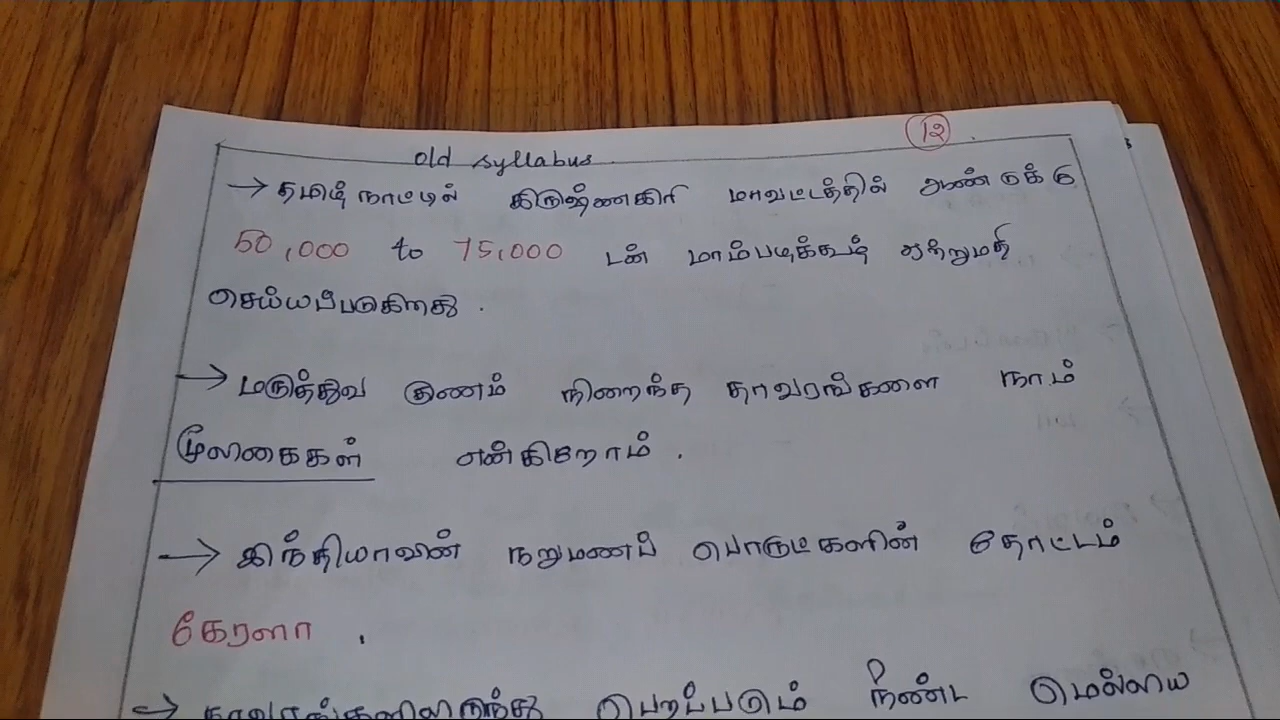 12
old syllabus
→ தமிழ் நாட்டில் கிருஷ்ணகிரி மாவட்டத்தில் ஆண்டுக்கு
50,000 to 75,000 டன் மாம்பழக்கூழ் ஏற்றுமதி
செய்யப்படுகிறது .
→ மருத்துவ குணம் நிறைந்த தாவரங்களை நாம்
மூலிகைகள் என்கிறோம் .
→ இந்தியாவின் நறுமணப் பொருட்களின் தோட்டம்
கேரளா .
→ தாவரங்களிலிருந்து பெறப்படும் நீண்ட மெல்லிய